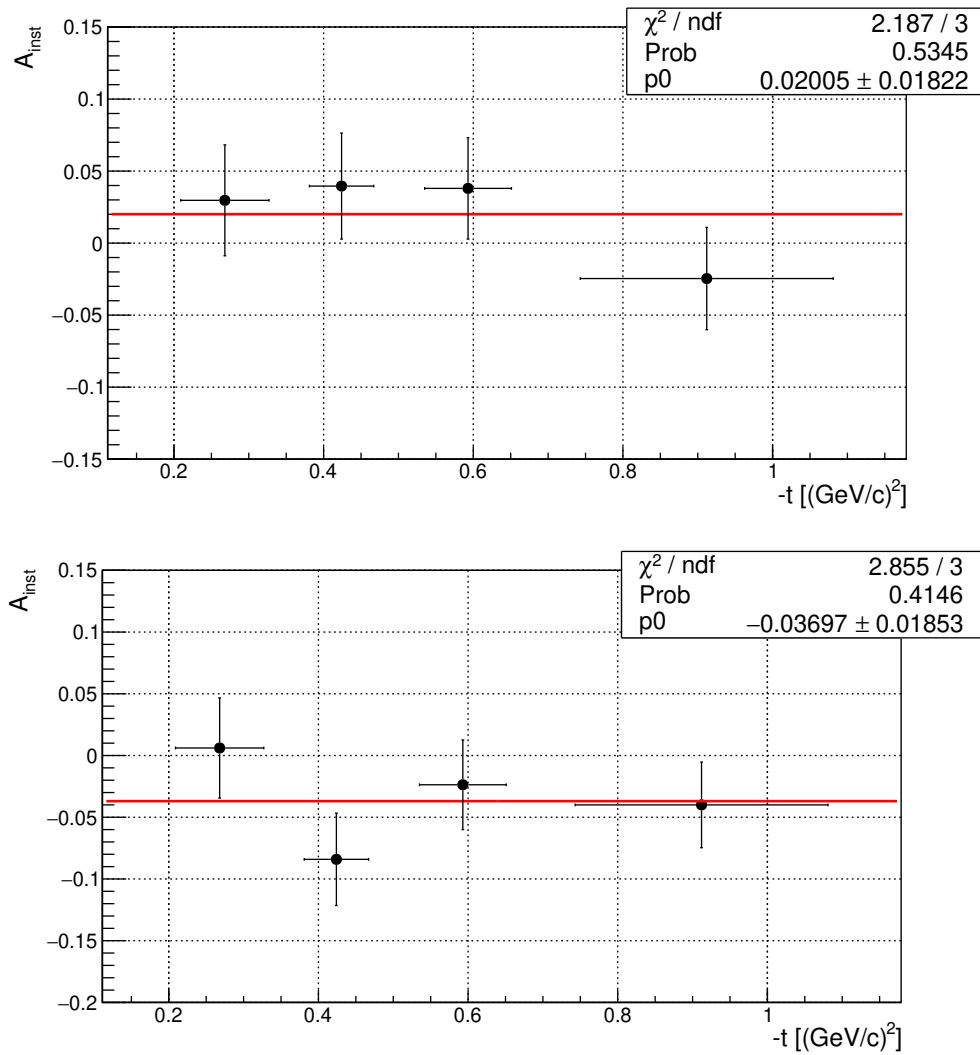 χ² / ndf 2.187 / 3
Prob 0.5345
p0 0.02005 ± 0.01822
A_inst
0.15
0.1
0.05
0
−0.05
−0.1
−0.15
0.2 0.4 0.6 0.8 1
-t [(GeV/c)²]
χ² / ndf 2.855 / 3
Prob 0.4146
p0 −0.03697 ± 0.01853
A_inst
0.15
0.1
0.05
0
−0.05
−0.1
−0.15
−0.2
0.2 0.4 0.6 0.8 1
-t [(GeV/c)²]